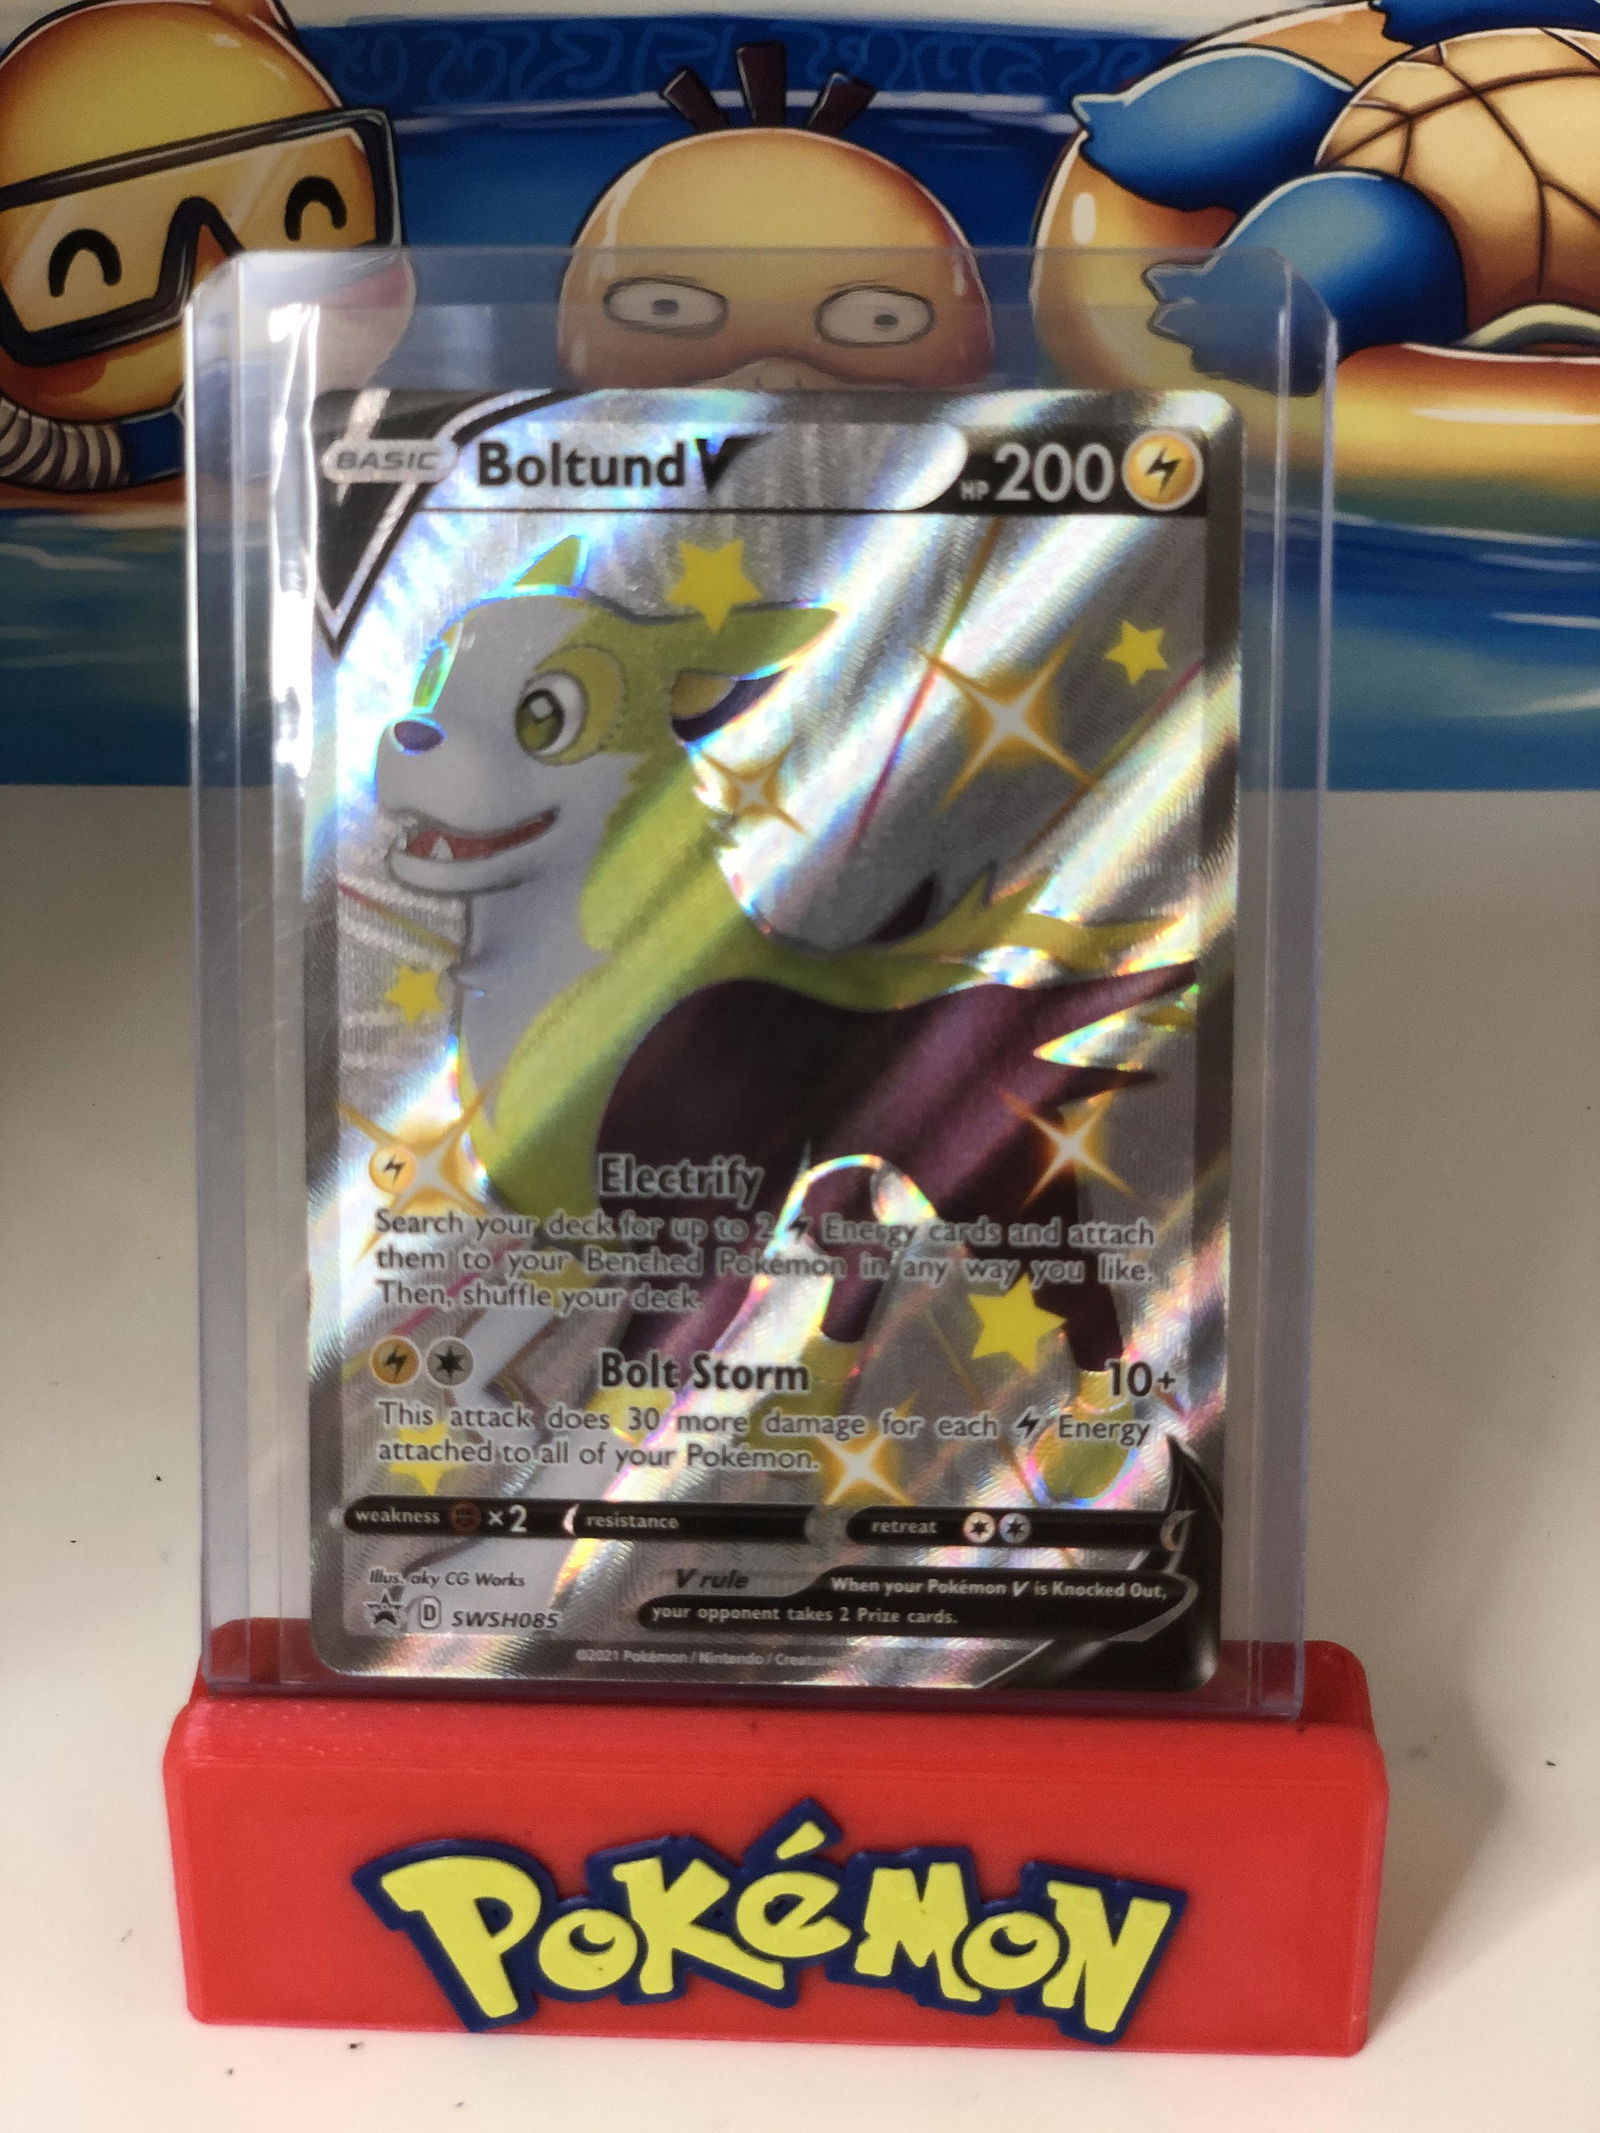 BASIC Boltund V HP 200
Electrify
Search your deck for up to 2 Energy cards and attach
them to your Benched Pokémon in any way you like.
Then, shuffle your deck.
Bolt Storm 10+
This attack does 30 more damage for each Energy
attached to all of your Pokémon.
weakness ×2 resistance retreat
Illus. aky CG Works
V rule When your Pokémon V is Knocked Out,
your opponent takes 2 Prize cards.
D SWSH085
©2021 Pokémon / Nintendo / Creatures
POKéMON